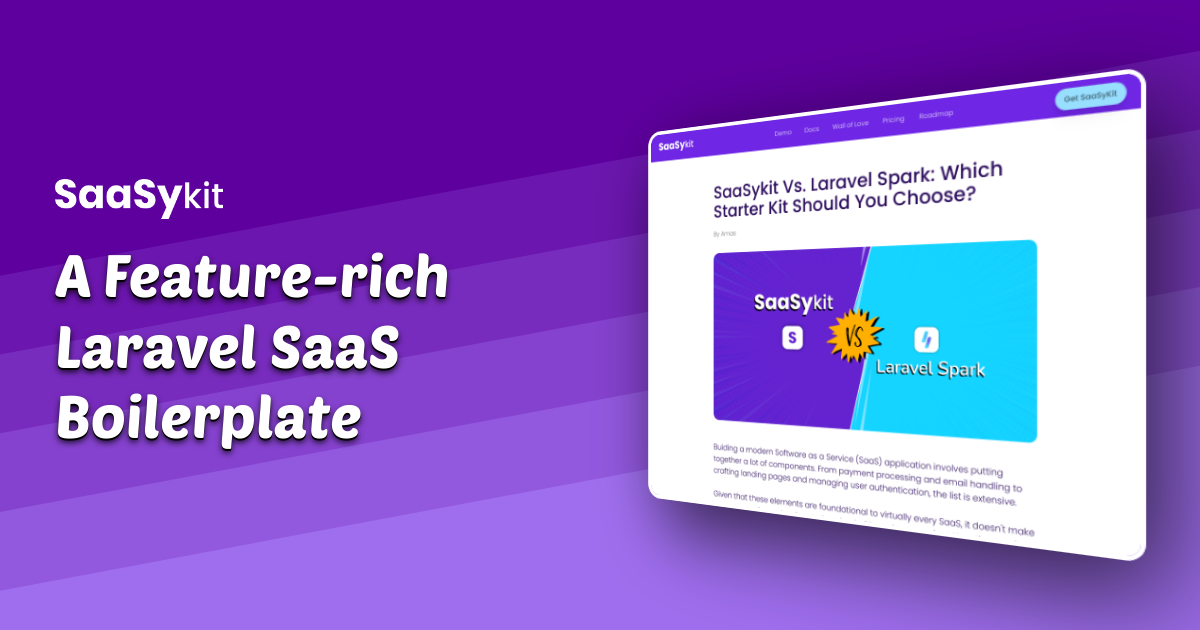 SaaSykit
A Feature-rich
Laravel SaaS
Boilerplate
SaaSykit
Demo
Docs
Wall of Love
Pricing
Roadmap
Get SaaSyKit
SaaSykit Vs. Laravel Spark: Which
Starter Kit Should You Choose?
By Amas
SaaSykit
S
VS
Laravel Spark
Building a modern Software as a Service (SaaS) application involves putting
together a lot of components. From payment processing and email handling to
crafting landing pages and managing user authentication, the list is extensive.
Given that these elements are foundational to virtually every SaaS, it doesn't make